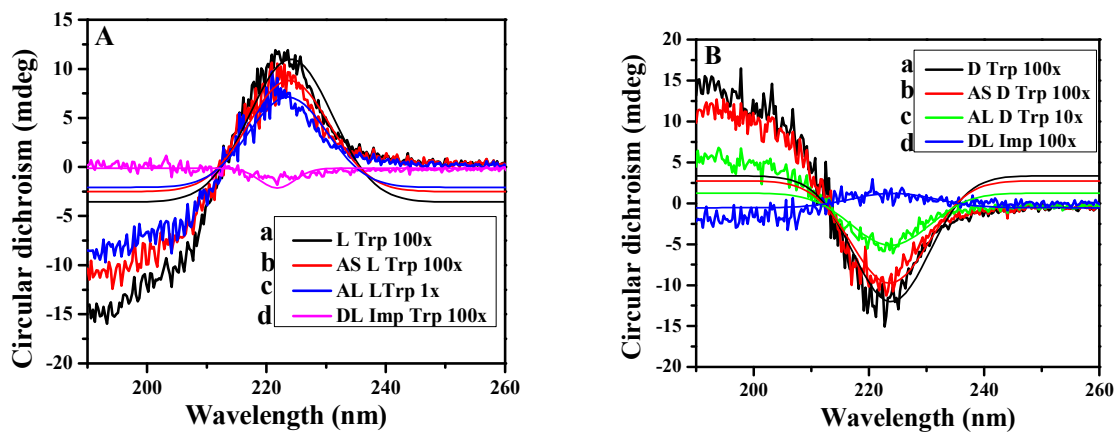 A
Circular dichroism (mdeg)
15
10
5
0
-5
-10
-15
-20
a L Trp 100x
b AS L Trp 100x
c AL LTrp 1x
d DL Imp Trp 100x
200 220 240 260
Wavelength (nm)
B
Circular dichroism (mdeg)
20
15
10
5
0
-5
-10
-15
-20
a D Trp 100x
b AS D Trp 100x
c AL D Trp 10x
d DL Imp 100x
200 220 240 260
Wavelength (nm)